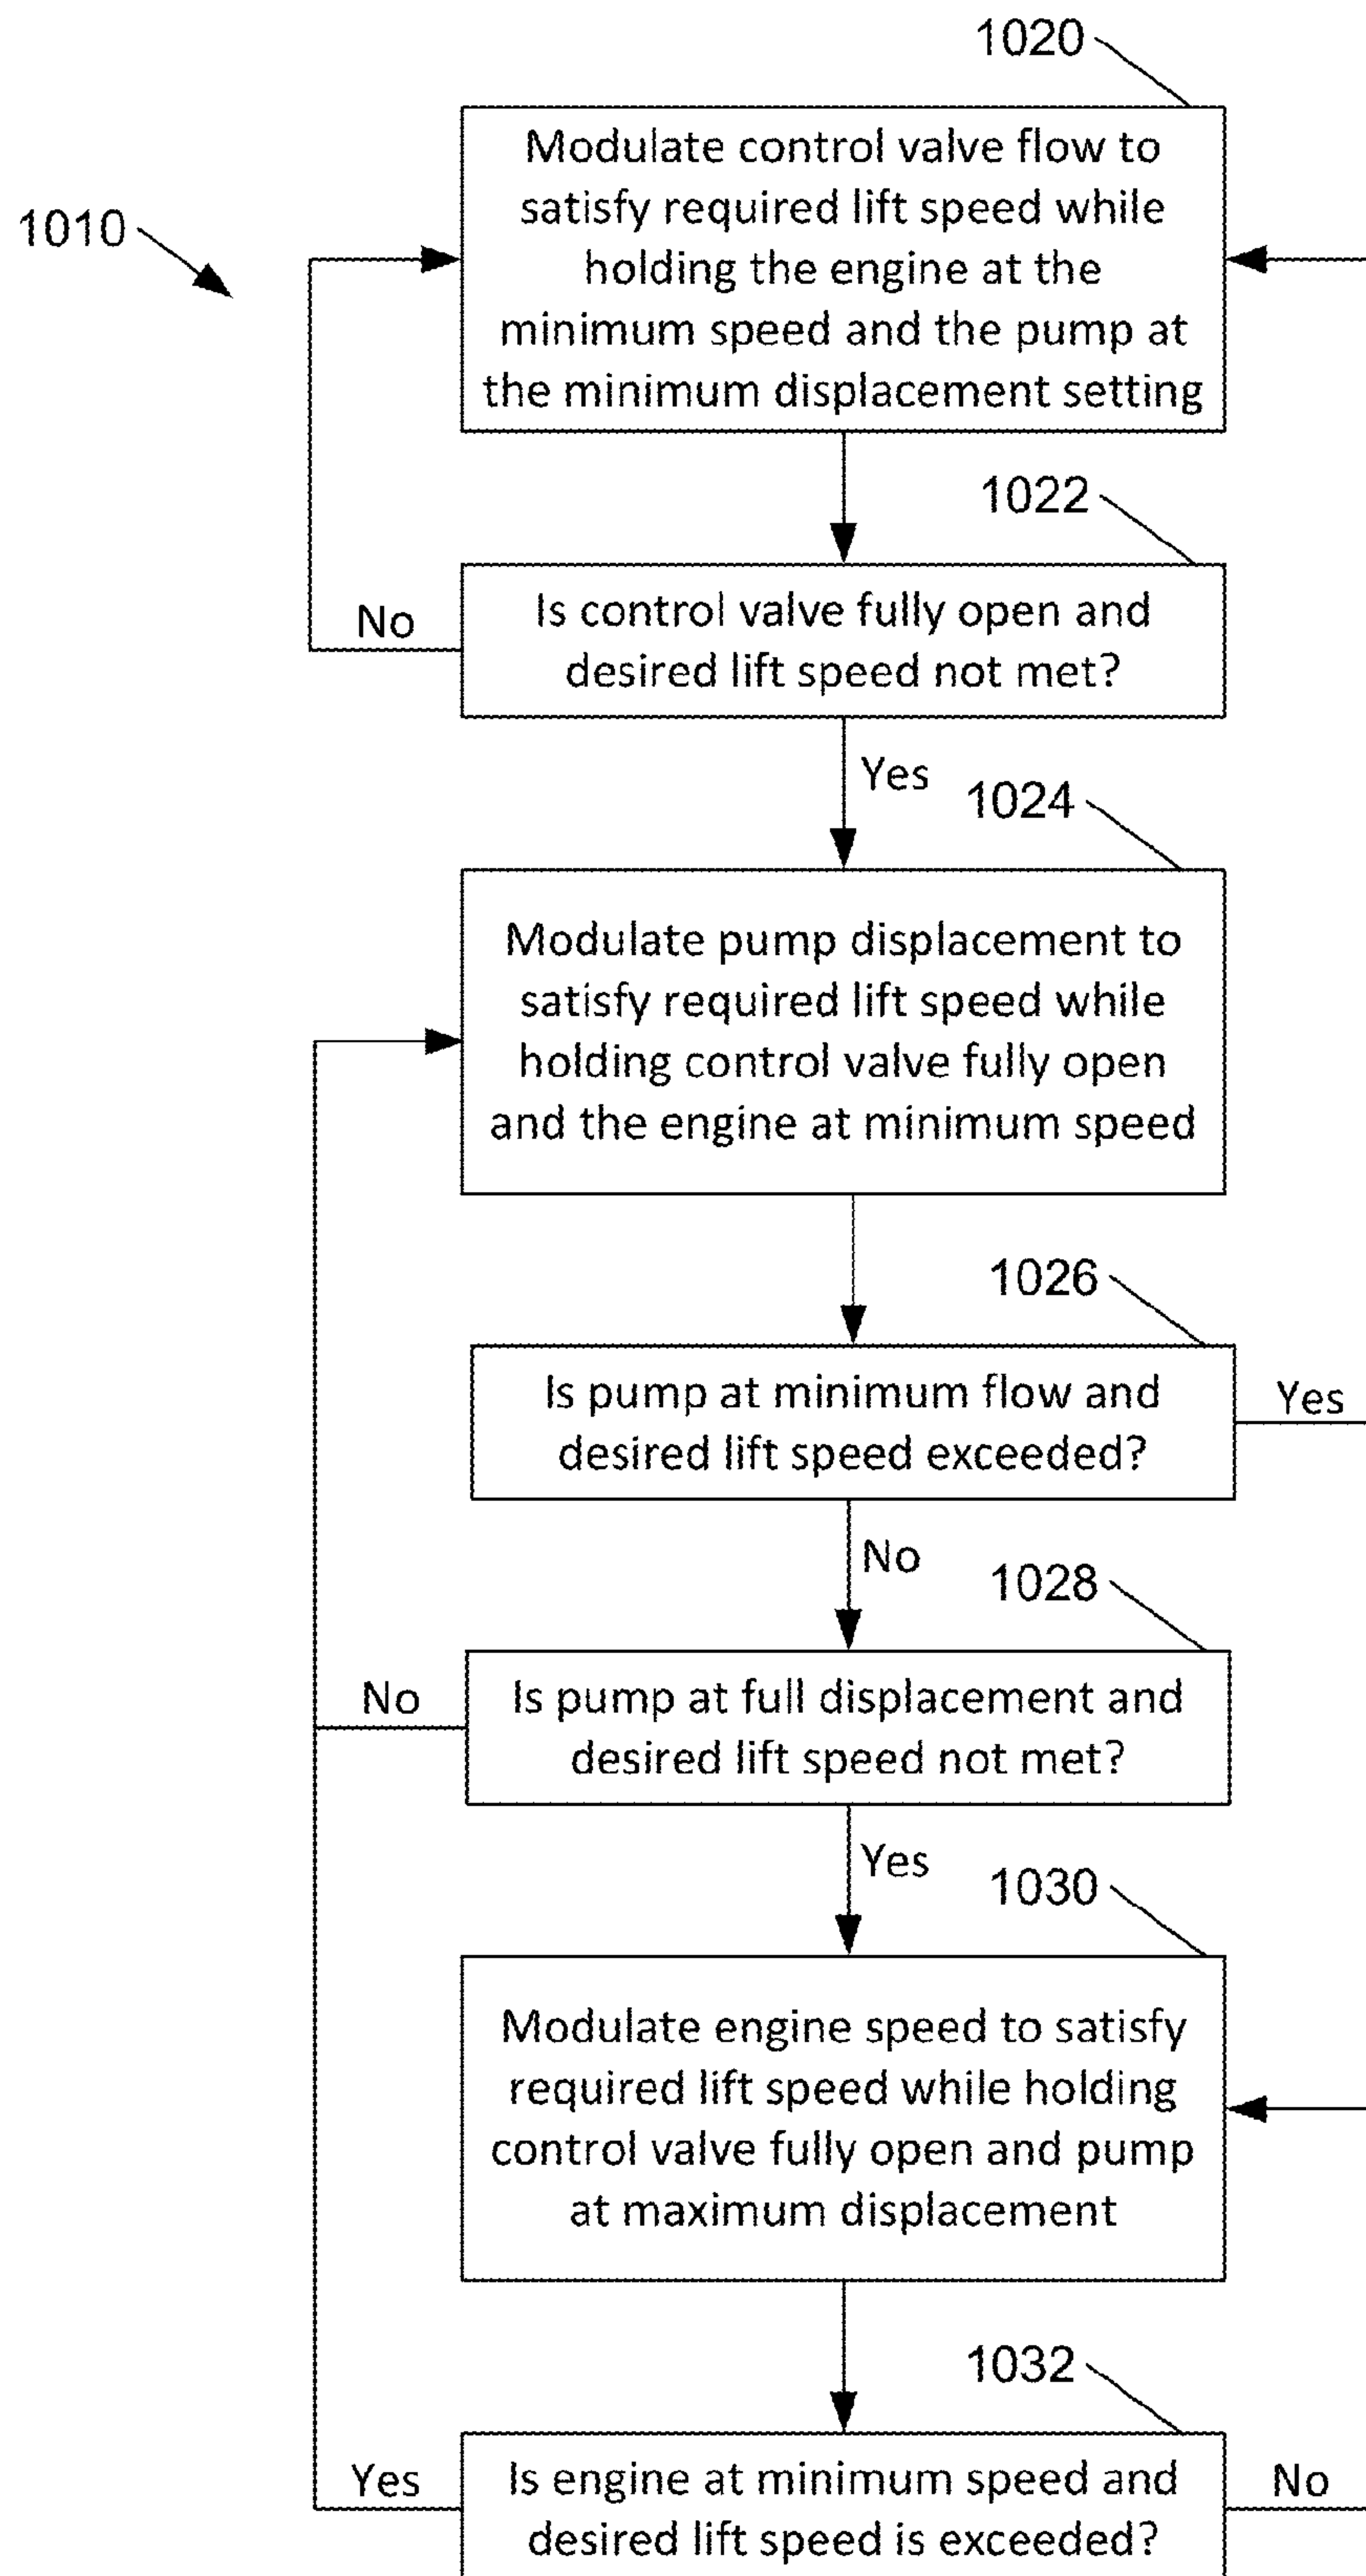 1020
Modulate control valve flow to
satisfy required lift speed while
holding the engine at the
minimum speed and the pump at
the minimum displacement setting
1010
1022
Is control valve fully open and
desired lift speed not met?
No
Yes
1024
Modulate pump displacement to
satisfy required lift speed while
holding control valve fully open
and the engine at minimum speed
1026
Is pump at minimum flow and
desired lift speed exceeded?
Yes
No
1028
Is pump at full displacement and
desired lift speed not met?
No
Yes
1030
Modulate engine speed to satisfy
required lift speed while holding
control valve fully open and pump
at maximum displacement
1032
Is engine at minimum speed and
desired lift speed is exceeded?
Yes
No